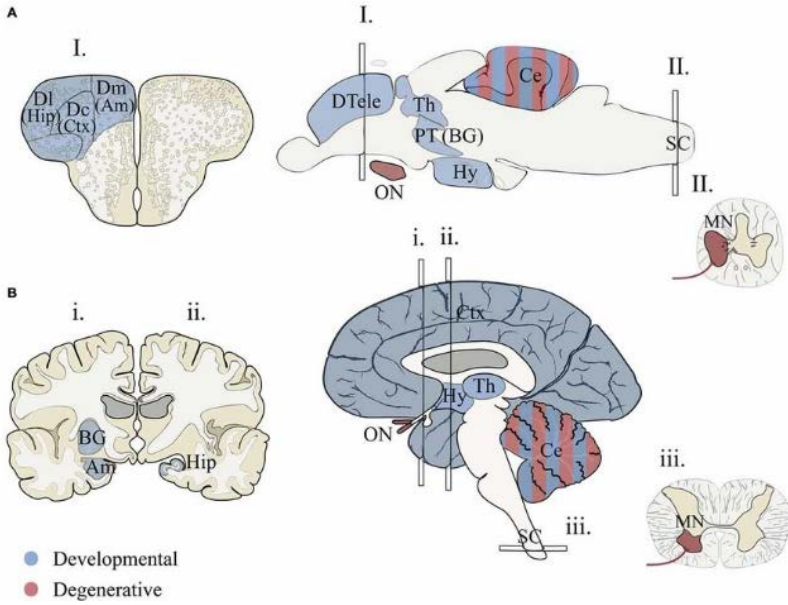 A
I.
Dl
(Hip)
Dc
(Ctx)
Dm
(Am)
I.
DTele
Th
PT (BG)
Hy
ON
Ce
II.
SC
II.
MN
B
i.
ii.
BG
Am
Hip
i.
ii.
Ctx
Hy
Th
ON
Ce
SC
iii.
iii.
MN
Developmental
Degenerative